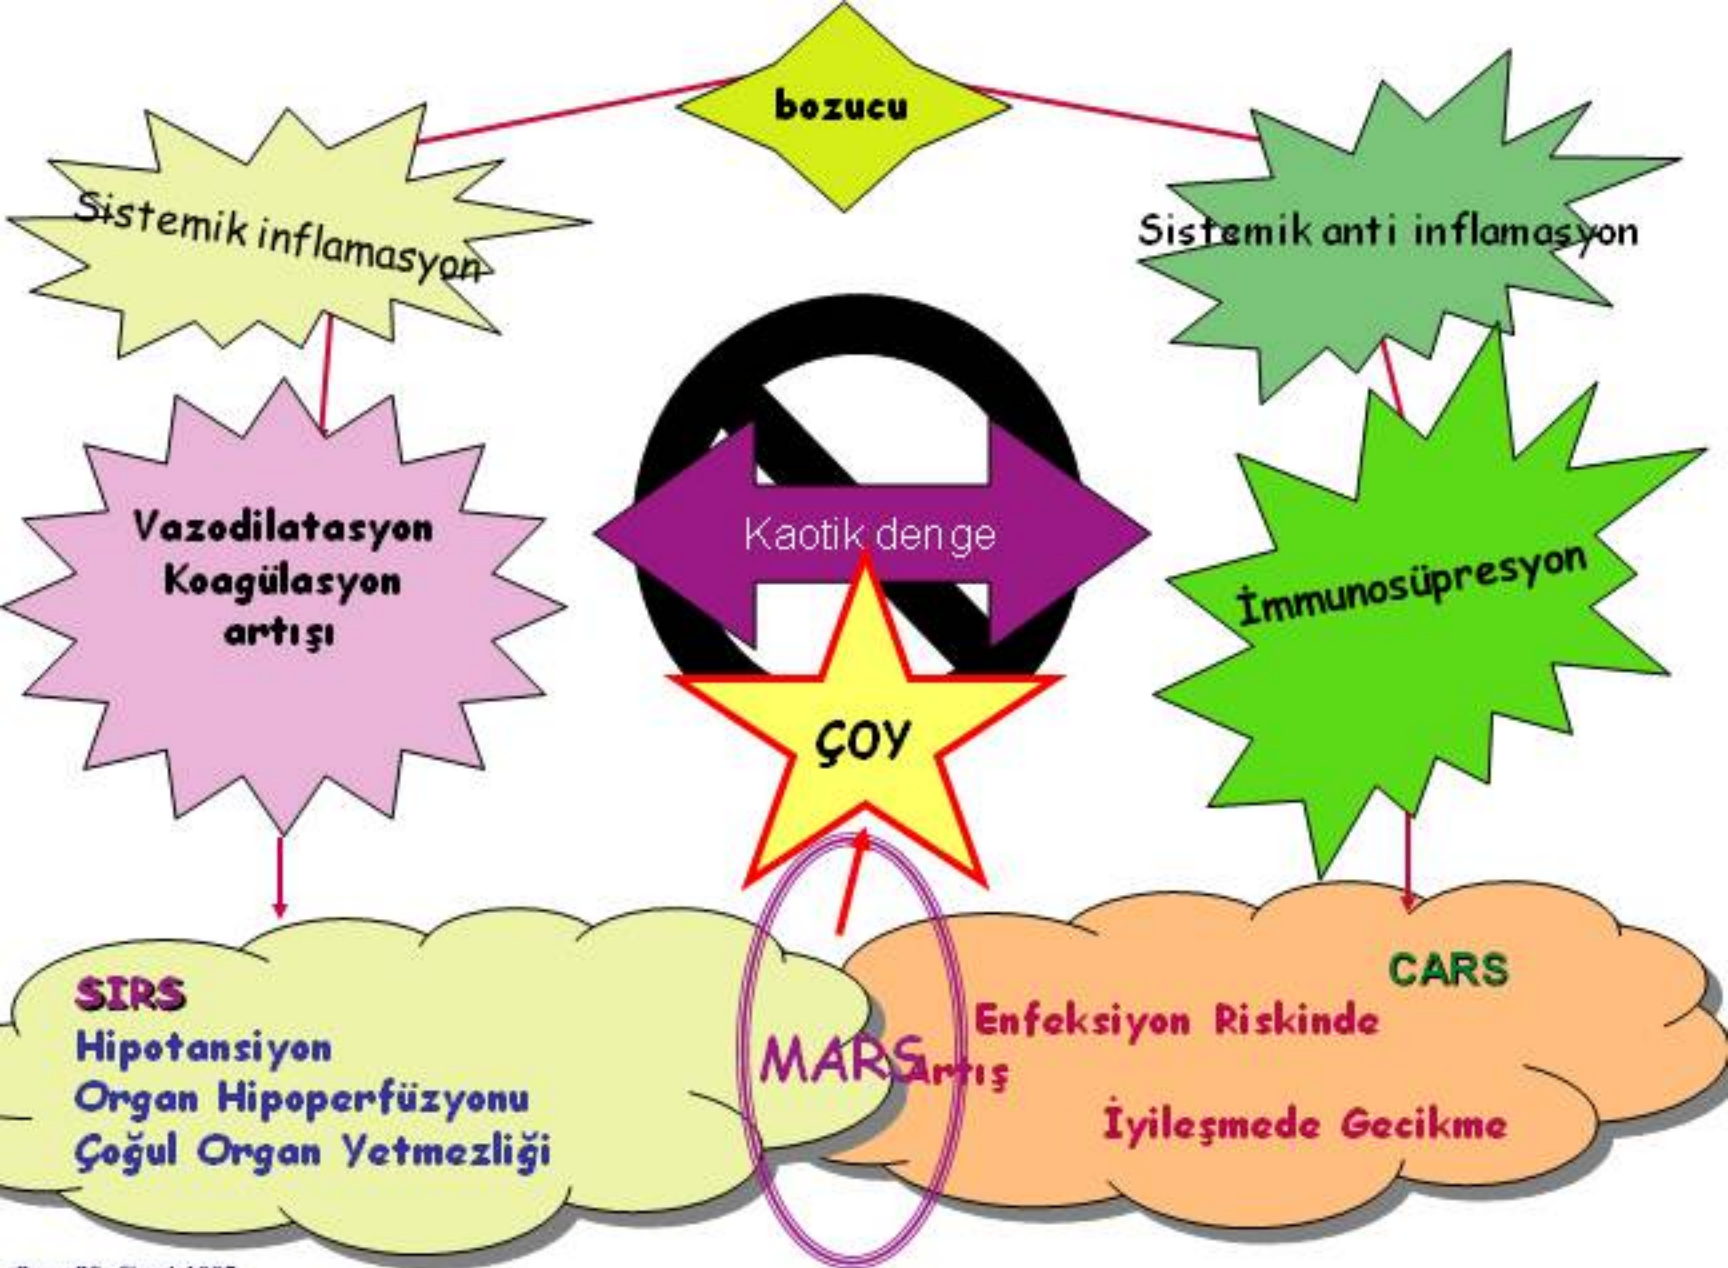 bozucu
Sistemik inflamasyon
Sistemik anti inflamasyon
Vazodilatasyon
Koagülasyon
artışı
Kaotik denge
İmmunosüpresyon
ÇOY
SIRS
Hipotansiyon
Organ Hipoperfüzyonu
Çoğul Organ Yetmezliği
MARS
CARS
Enfeksiyon Riskinde
Artış
İyileşmede Gecikme